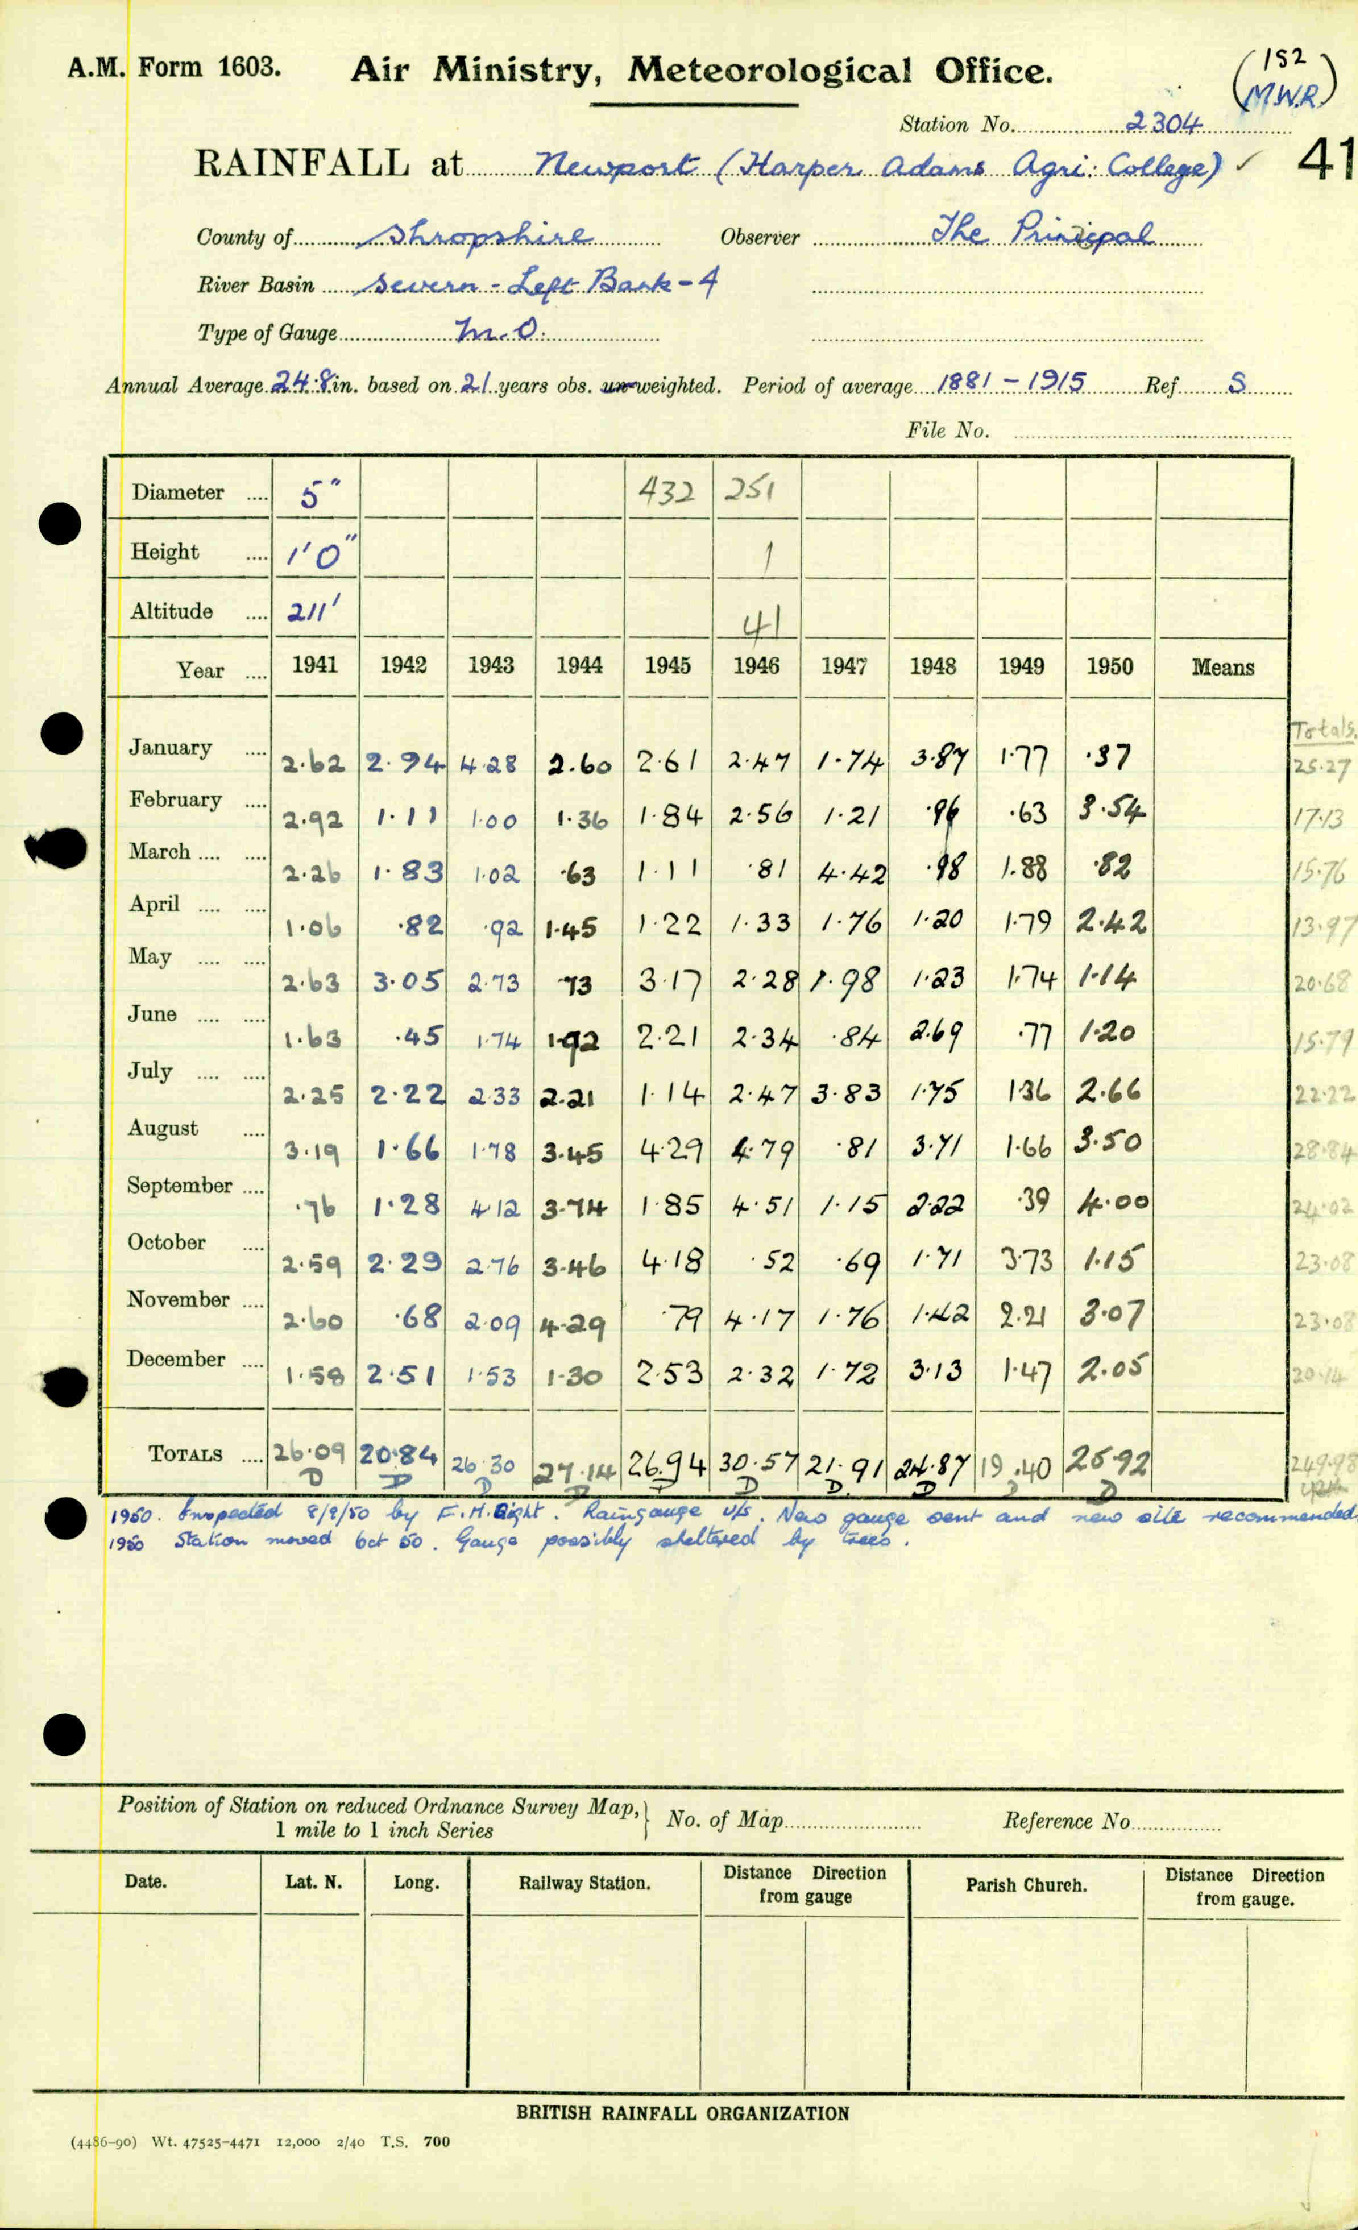 A.M. Form 1603. Air Ministry, Meteorological Office. (152 M.W.R.)
Station No. 2304
RAINFALL at Newport (Harper Adams Agri: College) ✓ 41
County of Shropshire Observer The Principal
River Basin Severn - Left Bank - 4
Type of Gauge M.O.
Annual Average 24.8 in. based on 21 years obs. un-weighted. Period of average 1881 - 1915 Ref S
File No.
Diameter .... 5" 432 251
Height .... 1'0" 1
Altitude .... 211' 41
Year .... 1941 1942 1943 1944 1945 1946 1947 1948 1949 1950 Means
Totals.
January .... 2.62 2.94 4.28 2.60 2.61 2.47 1.74 3.87 1.77 .37 25.27
February .... 2.92 1.11 1.00 1.36 1.84 2.56 1.21 .96 .63 3.54 17.13
March .... .... 2.26 1.83 1.02 .63 1.11 .81 4.42 .98 1.88 .82 15.76
April .... .... 1.06 .82 .92 1.45 1.22 1.33 1.76 1.20 1.79 2.42 13.97
May .... .... 2.63 3.05 2.73 .73 3.17 2.28 1.98 1.23 1.74 1.14 20.68
June .... .... 1.63 .45 1.74 1.92 2.21 2.34 .84 2.69 .77 1.20 15.79
July .... .... 2.25 2.22 2.33 2.21 1.14 2.47 3.83 1.75 1.36 2.66 22.22
August .... 3.19 1.66 1.78 3.45 4.29 4.79 .81 3.71 1.66 3.50 28.84
September .... .76 1.28 4.12 3.74 1.85 4.51 1.15 2.22 .39 4.00 24.02
October .... 2.59 2.29 2.76 3.46 4.18 .52 .69 1.71 3.73 1.15 23.08
November .... 2.60 .68 2.09 4.29 .79 4.17 1.76 1.42 2.21 3.07 23.08
December .... 1.58 2.51 1.53 1.30 2.53 2.32 1.72 3.13 1.47 2.05 20.14
TOTALS .... 26.09 20.84 26.30 27.14 26.94 30.57 21.91 24.87 19.40 25.92 249.98
D D D D D D D D D D
1950. Inspected 8/9/50 by F.H. Raingauge u/s. New gauge sent and new site recommended
1950 Station moved Oct 50. Gauge possibly sheltered by trees.
Position of Station on reduced Ordnance Survey Map, } No. of Map Reference No.
1 mile to 1 inch Series
Date. Lat. N. Long. Railway Station. Distance Direction from gauge Parish Church. Distance Direction from gauge.
BRITISH RAINFALL ORGANIZATION
(4486-90) Wt. 47525-4471 12,000 2/40 T.S. 700